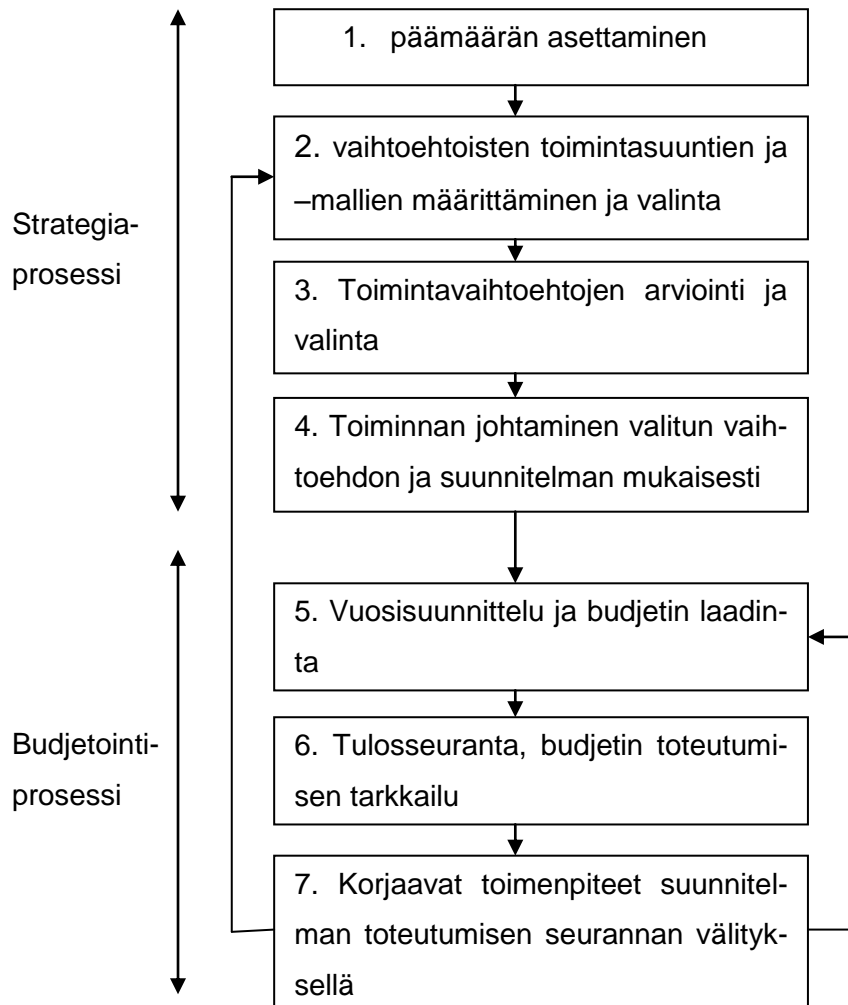 1. päämäärän asettaminen
2. vaihtoehtoisten toimintasuuntien ja
–mallien määrittäminen ja valinta
Strategia-
prosessi
3. Toimintavaihtoehtojen arviointi ja
valinta
4. Toiminnan johtaminen valitun vaih-
toehdon ja suunnitelman mukaisesti
5. Vuosisuunnittelu ja budjetin laadin-
ta
Budjetointi-
prosessi
6. Tulosseuranta, budjetin toteutumi-
sen tarkkailu
7. Korjaavat toimenpiteet suunnitel-
man toteutumisen seurannan välityk-
sellä